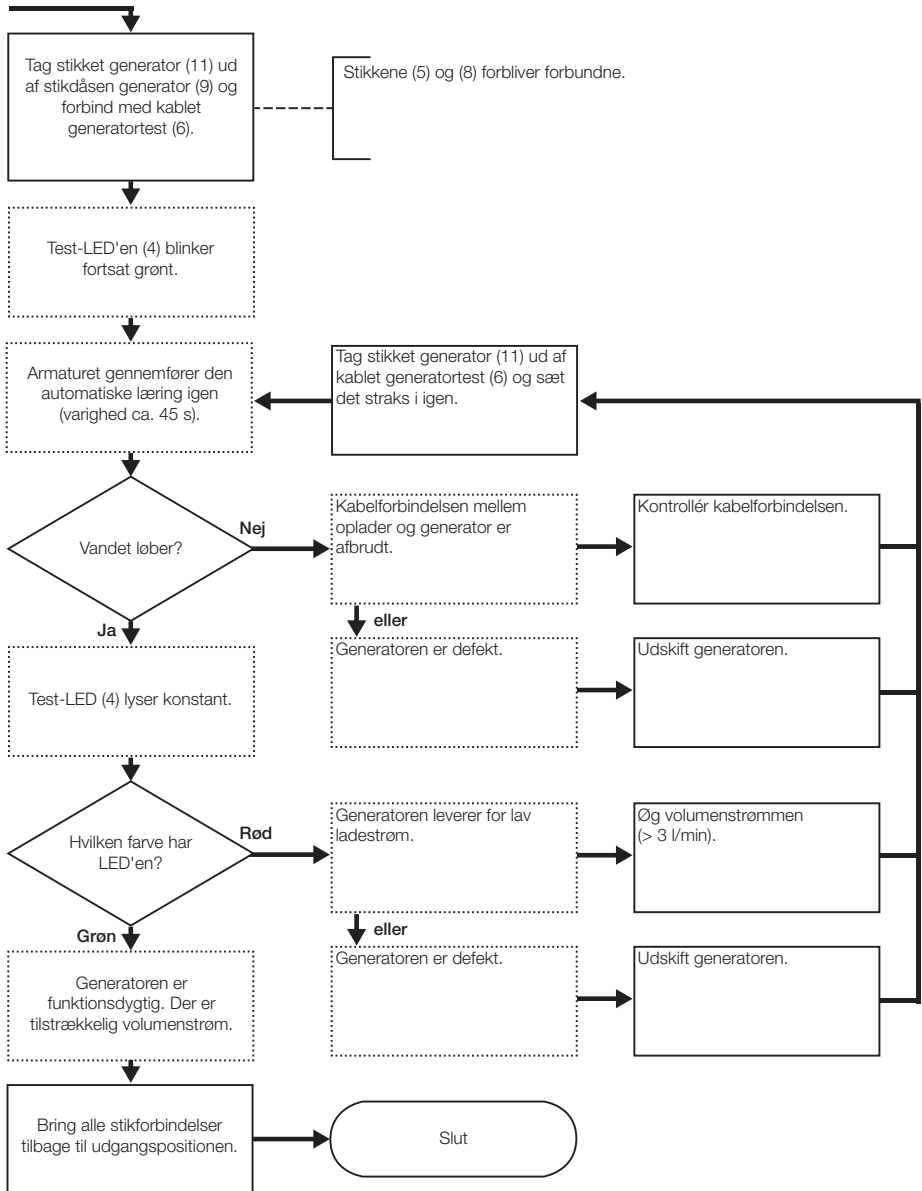 Tag stikket generator (11) ud
af stikdåsen generator (9) og
forbind med kablet
generatortest (6).
Stikkene (5) og (8) forbliver forbundne.
Test-LED'en (4) blinker
fortsat grønt.
Armaturet gennemfører den
automatiske læring igen
(varighed ca. 45 s).
Tag stikket generator (11) ud af
kablet generatortest (6) og sæt
det straks i igen.
Vandet løber?
Nej
Kabelforbindelsen mellem
oplader og generator er
afbrudt.
Kontrollér kabelforbindelsen.
eller
Generatoren er defekt.
Udskift generatoren.
Ja
Test-LED (4) lyser konstant.
Hvilken farve har
LED'en?
Rød
Generatoren leverer for lav
ladestrøm.
Øg volumenstrømmen
(> 3 l/min).
eller
Generatoren er defekt.
Udskift generatoren.
Grøn
Generatoren er
funktionsdygtig. Der er
tilstrækkelig volumenstrøm.
Bring alle stikforbindelser
tilbage til udgangspositionen.
Slut